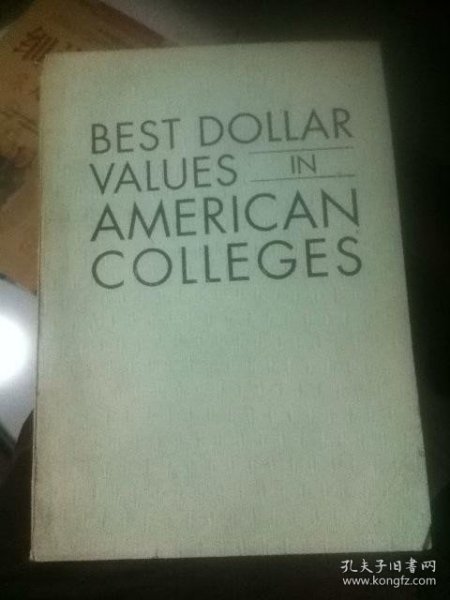 BEST DOLLAR
VALUES IN
AMERICAN
COLLEGES
孔夫子旧书网
www.kongfz.com